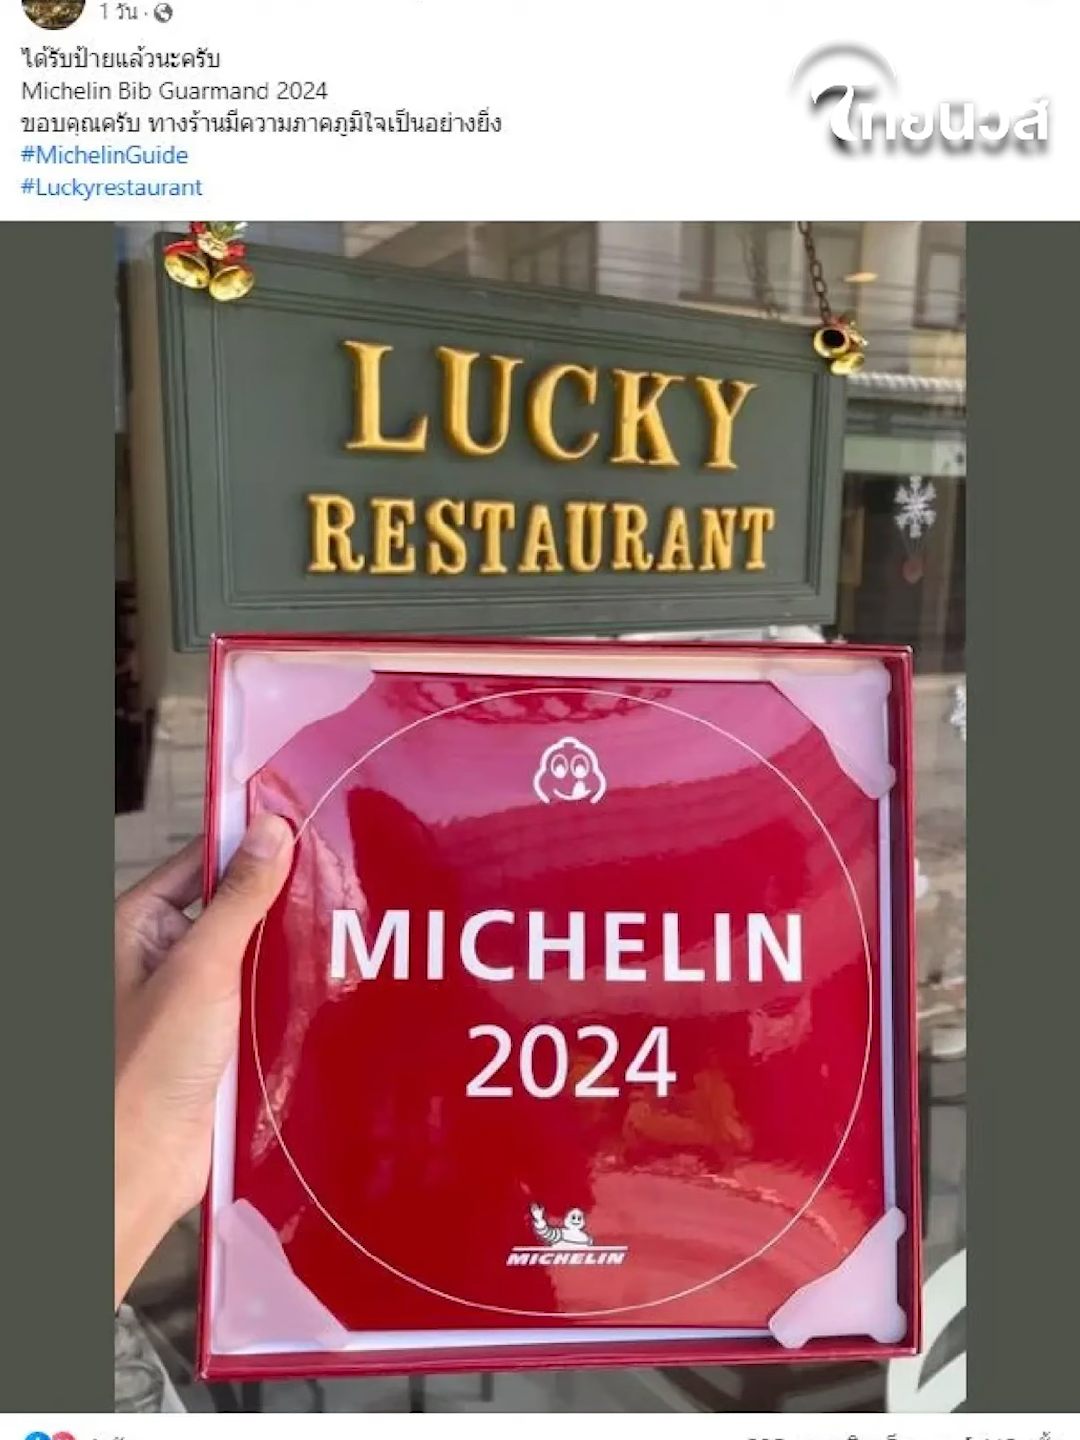 1 วัน ·
ได้รับป้ายแล้วนะครับ
Michelin Bib Guarmand 2024
ขอบคุณครับ ทางร้านมีความภาคภูมิใจเป็นอย่างยิ่ง
#MichelinGuide
#Luckyrestaurant
ไทยนิวส์
LUCKY
RESTAURANT
MICHELIN
2024
MICHELIN